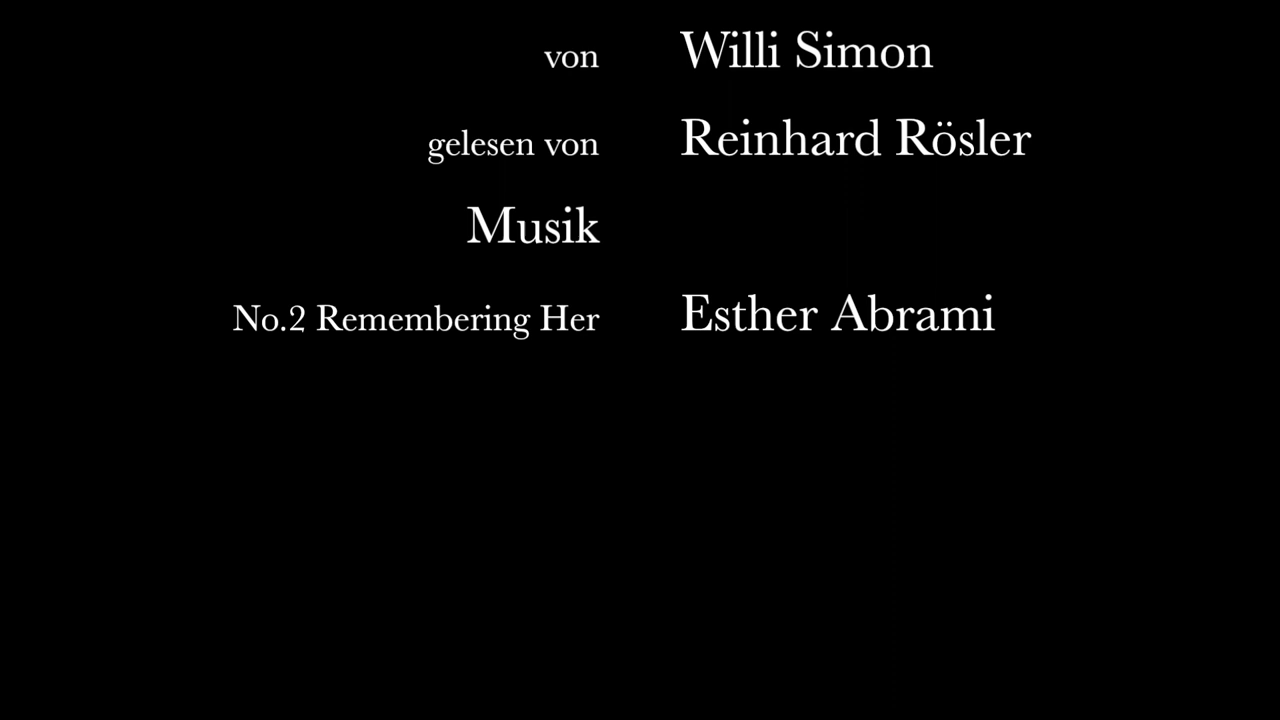 von Willi Simon
gelesen von Reinhard Rösler
Musik
No.2 Remembering Her Esther Abrami